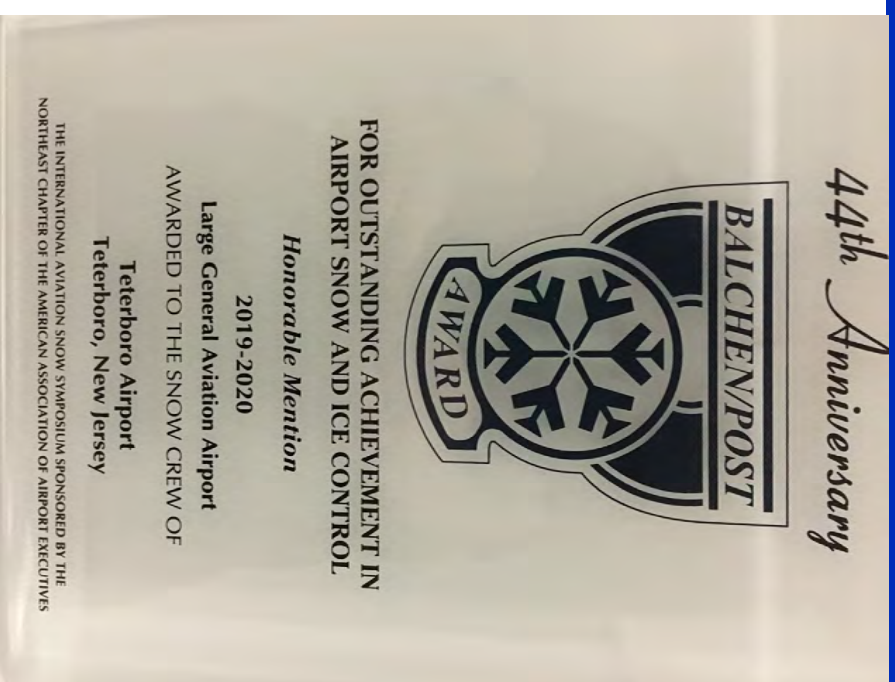 44th Anniversary
BALCHEN/POST
AWARD
FOR OUTSTANDING ACHIEVEMENT IN
AIRPORT SNOW AND ICE CONTROL
Honorable Mention
2019-2020
Large General Aviation Airport
AWARDED TO THE SNOW CREW OF
Teterboro Airport
Teterboro, New Jersey
THE INTERNATIONAL AVIATION SNOW SYMPOSIUM SPONSORED BY THE
NORTHEAST CHAPTER OF THE AMERICAN ASSOCIATION OF AIRPORT EXECUTIVES